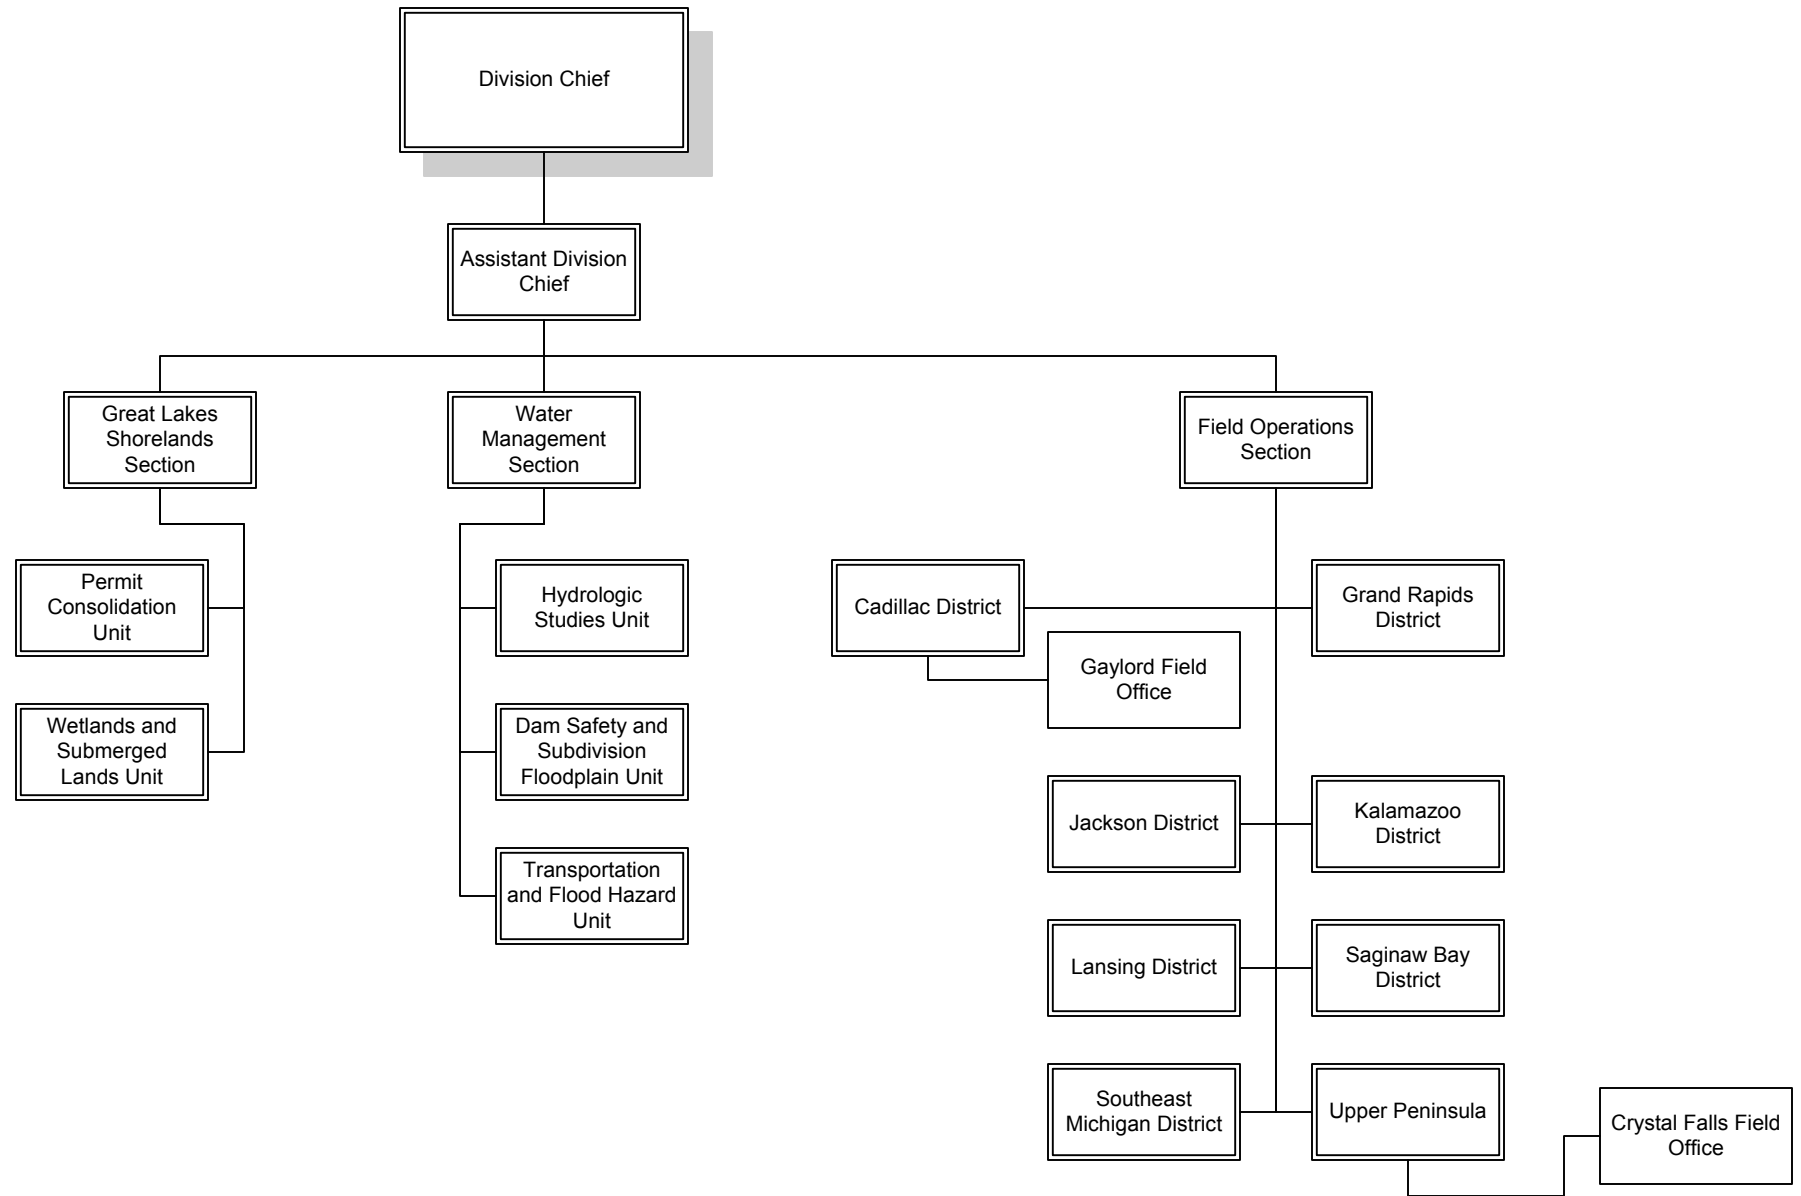 Division Chief
Assistant Division
Chief
Great Lakes
Shorelands
Section
Water
Management
Section
Field Operations
Section
Permit
Consolidation
Unit
Hydrologic
Studies Unit
Cadillac District
Grand Rapids
District
Gaylord Field
Office
Wetlands and
Submerged
Lands Unit
Dam Safety and
Subdivision
Floodplain Unit
Jackson District
Kalamazoo
District
Transportation
and Flood Hazard
Unit
Lansing District
Saginaw Bay
District
Southeast
Michigan District
Upper Peninsula
Crystal Falls Field
Office